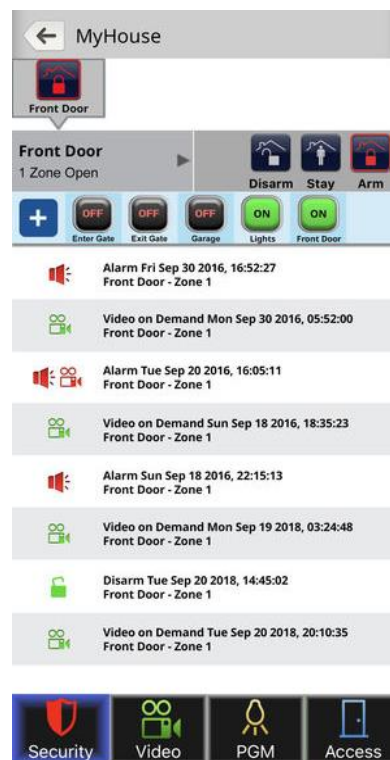 MyHouse
Front Door
Front Door
1 Zone Open
Disarm Stay Arm
OFF OFF OFF ON ON
Enter Gate Exit Gate Garage Lights Front Door
Alarm Fri Sep 30 2016, 16:52:27
Front Door - Zone 1
Video on Demand Mon Sep 30 2016, 05:52:00
Front Door - Zone 1
Alarm Tue Sep 20 2016, 16:05:11
Front Door - Zone 1
Video on Demand Sun Sep 18 2016, 18:35:23
Front Door - Zone 1
Alarm Sun Sep 18 2016, 22:15:13
Front Door - Zone 1
Video on Demand Mon Sep 19 2018, 03:24:48
Front Door - Zone 1
Disarm Tue Sep 20 2018, 14:45:02
Front Door - Zone 1
Video on Demand Tue Sep 20 2018, 20:10:35
Front Door - Zone 1
Security Video PGM Access